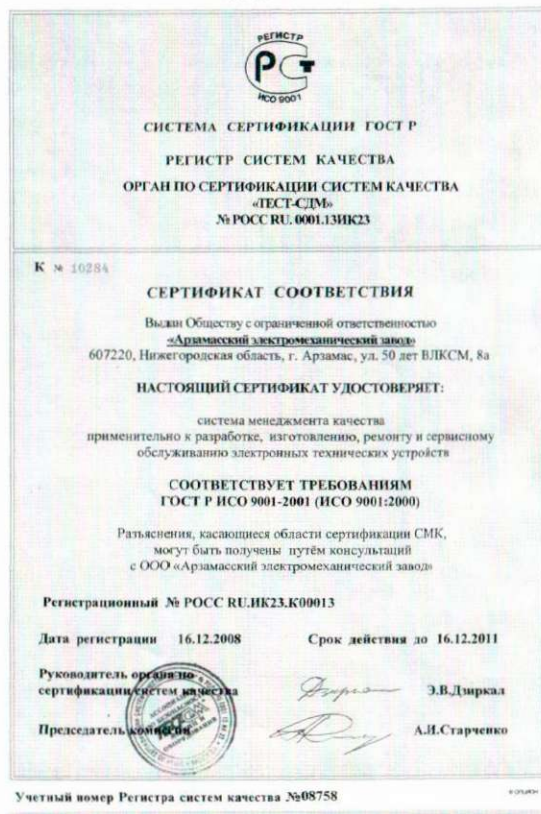 РЕГИСТР
РСТ
ИСО 9001
СИСТЕМА СЕРТИФИКАЦИИ ГОСТ Р
РЕГИСТР СИСТЕМ КАЧЕСТВА
ОРГАН ПО СЕРТИФИКАЦИИ СИСТЕМ КАЧЕСТВА
«ТЕСТ-СДМ»
№ РОСС RU. 0001.13ИК23
К № 10284
СЕРТИФИКАТ СООТВЕТСТВИЯ
Выдан Обществу с ограниченной ответственностью
«Арзамасский электромеханический завод»
607220, Нижегородская область, г. Арзамас, ул. 50 лет ВЛКСМ, 8а
НАСТОЯЩИЙ СЕРТИФИКАТ УДОСТОВЕРЯЕТ:
система менеджмента качества
применительно к разработке, изготовлению, ремонту и сервисному
обслуживанию электронных технических устройств
СООТВЕТСТВУЕТ ТРЕБОВАНИЯМ
ГОСТ Р ИСО 9001-2001 (ИСО 9001:2000)
Разъяснения, касающиеся области сертификации СМК,
могут быть получены путём консультаций
с ООО «Арзамасский электромеханический завод»
Регистрационный № РОСС RU.ИК23.К00013
Дата регистрации 16.12.2008 Срок действия до 16.12.2011
Руководитель органа по
сертификации систем качества Э.В.Дзиркал
Председатель комиссии А.И.Старченко
Учетный номер Регистра систем качества №08758